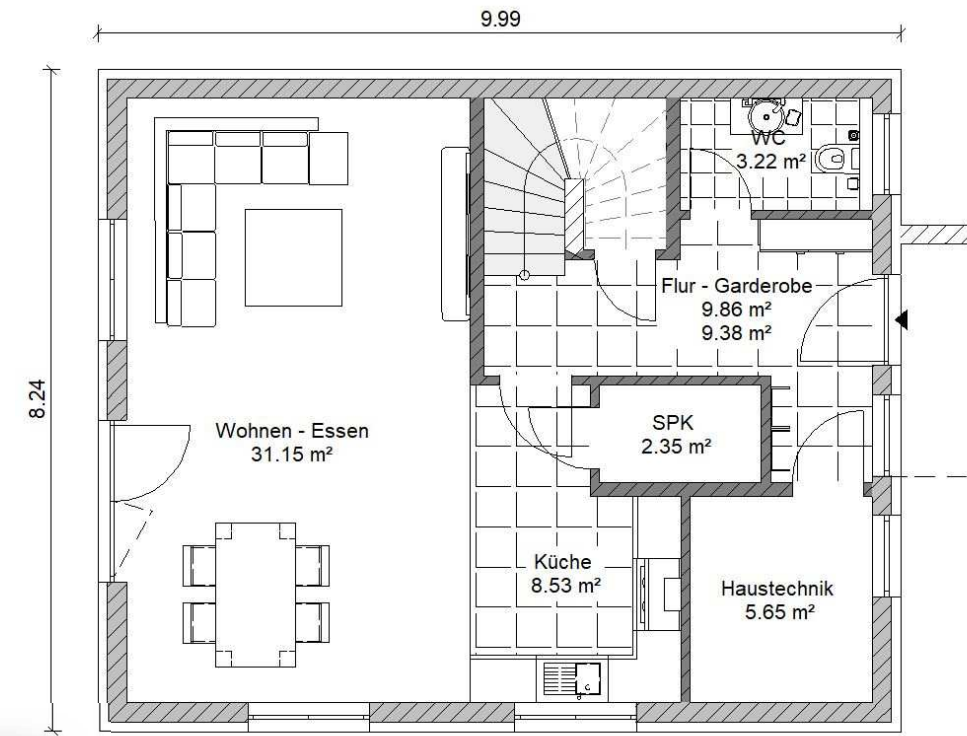 9.99
WC
3.22 m²
Flur - Garderobe
9.86 m²
9.38 m²
8.24
Wohnen - Essen
31.15 m²
SPK
2.35 m²
Küche
8.53 m²
Haustechnik
5.65 m²